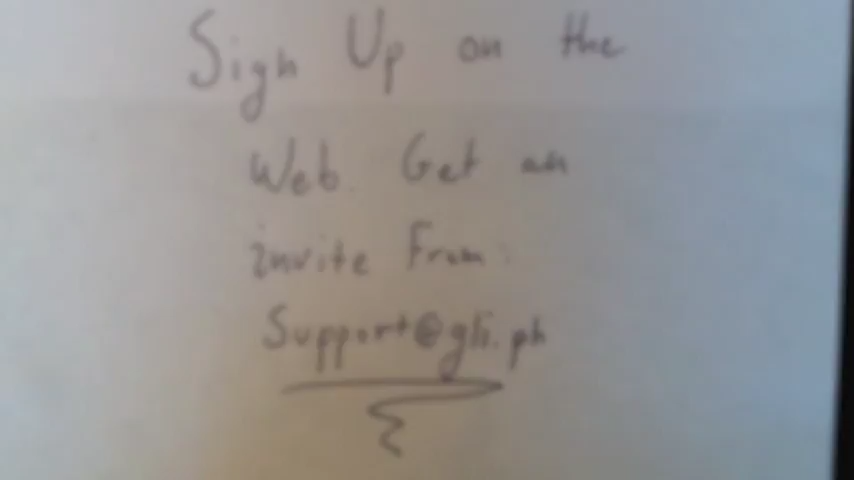 Sign Up on the
Web. Get an
invite From:
Support@gli.ph